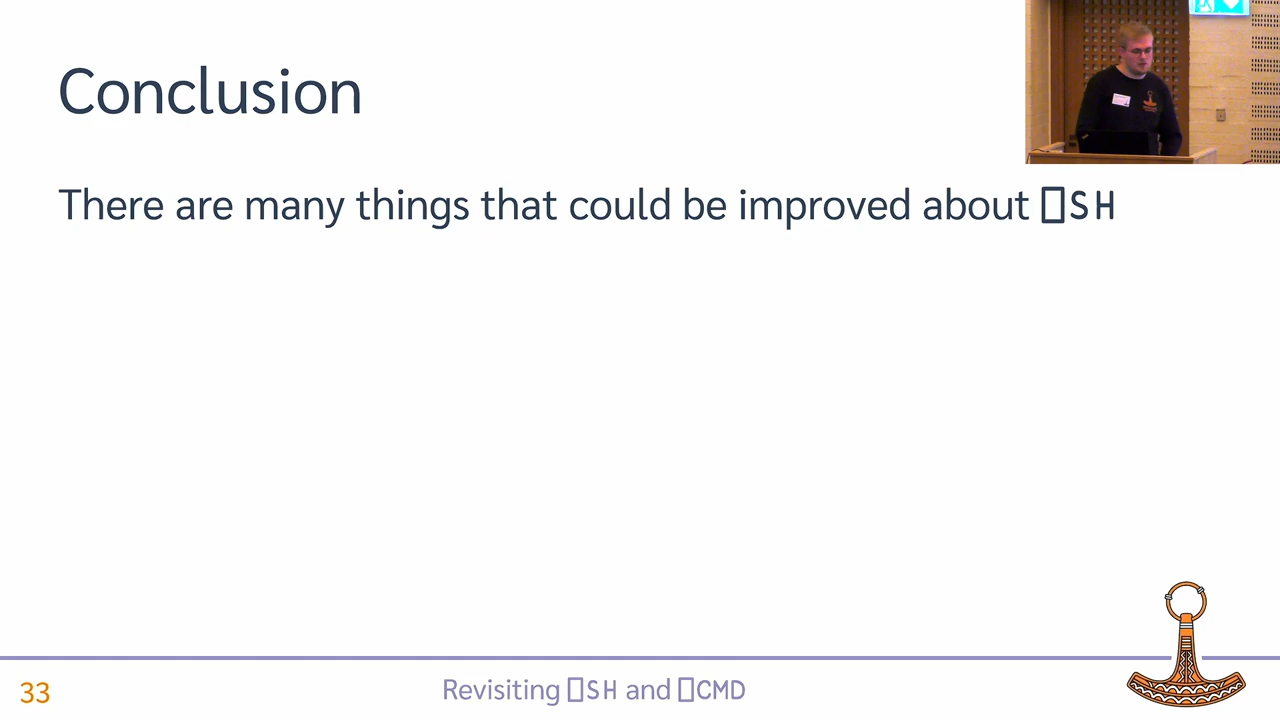 Conclusion
There are many things that could be improved about ⎕SH
33
Revisiting ⎕SH and ⎕CMD